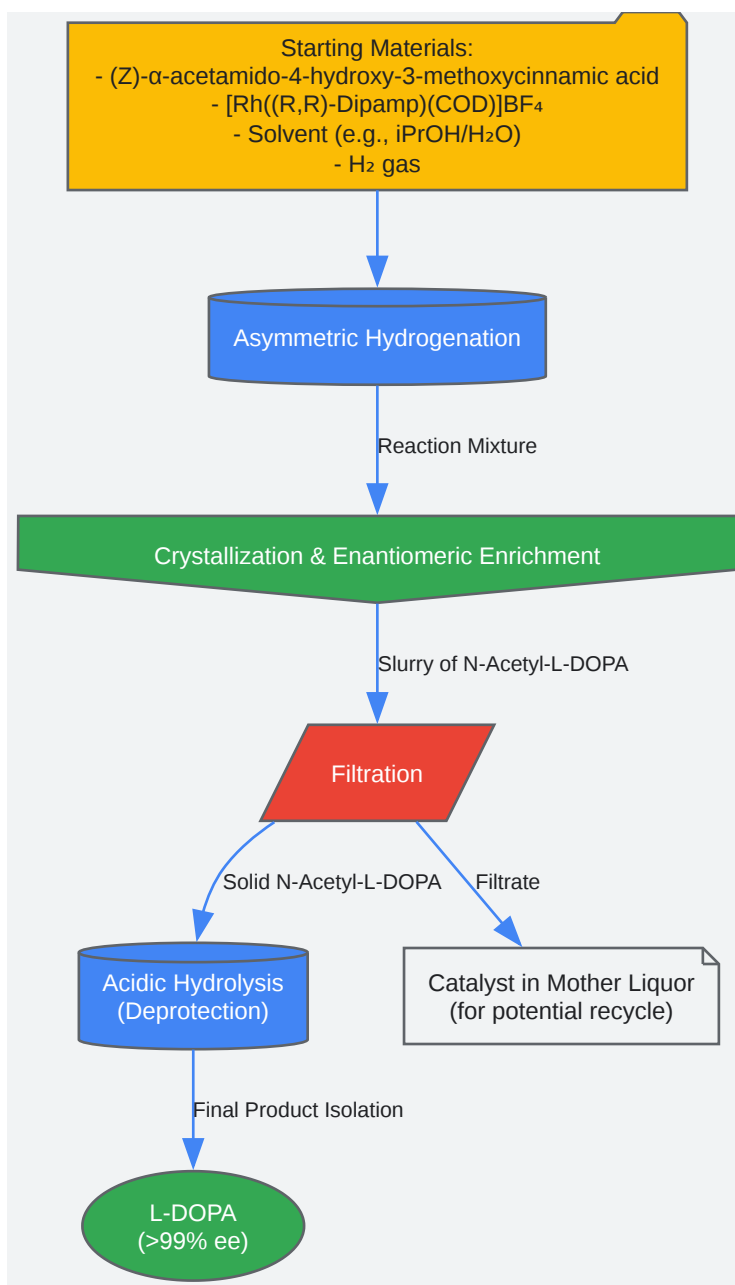 Starting Materials:
- (Z)-α-acetamido-4-hydroxy-3-methoxycinnamic acid
- [Rh((R,R)-Dipamp)(COD)]BF₄
- Solvent (e.g., iPrOH/H₂O)
- H₂ gas
Asymmetric Hydrogenation
Reaction Mixture
Crystallization & Enantiomeric Enrichment
Slurry of N-Acetyl-L-DOPA
Filtration
Solid N-Acetyl-L-DOPA
Filtrate
Acidic Hydrolysis
(Deprotection)
Catalyst in Mother Liquor
(for potential recycle)
Final Product Isolation
L-DOPA
(>99% ee)